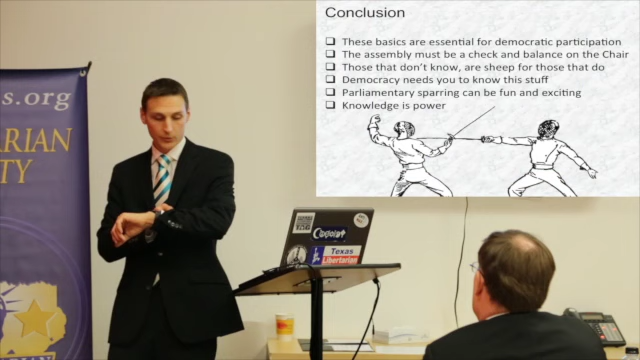 Conclusion
These basics are essential for democratic participation
The assembly must be a check and balance on the Chair
Those that don't know, are sheep for those that do
Democracy needs you to know this stuff
Parliamentary sparring can be fun and exciting
Knowledge is power
s.org
ARIAN
TY
Texas
Libertarian